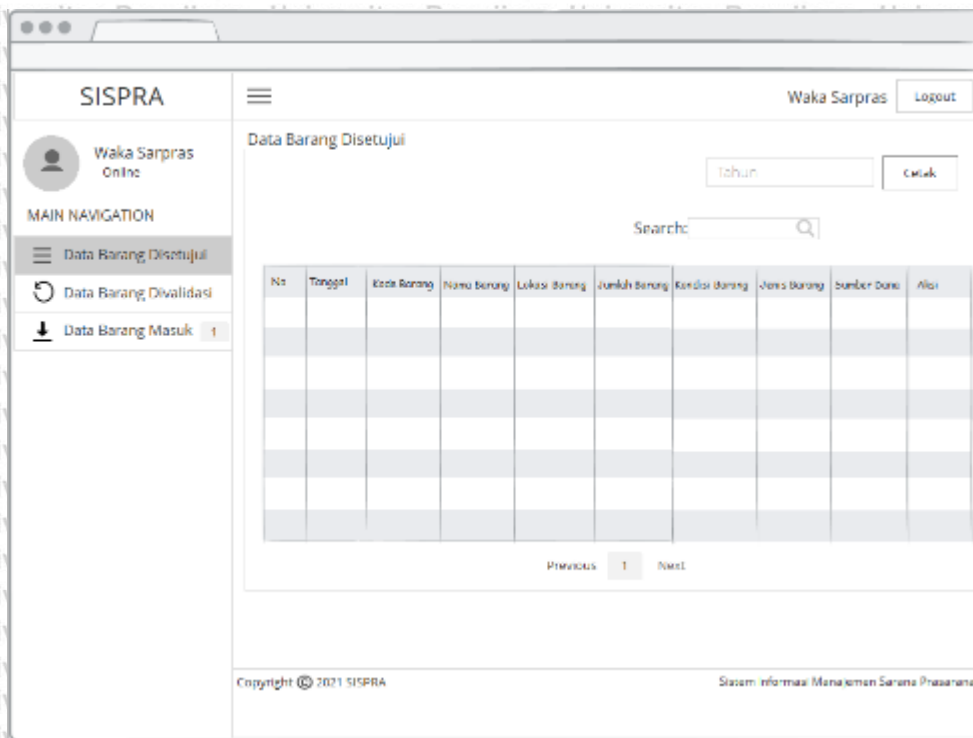 SISPRA
Waka Sarpras Logout
Waka Sarpras
Online
MAIN NAVIGATION
Data Barang Disetujui
Data Barang Divalidasi
Data Barang Masuk 1
Data Barang Disetujui
Tahun Cetak
Search:
No Tanggal Kode Barang Nama Barang Lokasi Barang Jumlah Barang Kondisi Barang Jenis Barang Sumber Dana Aksi
Previous 1 Next
Copyright © 2021 SISPRA Sistem Informasi Manajemen Sarana Prasarana